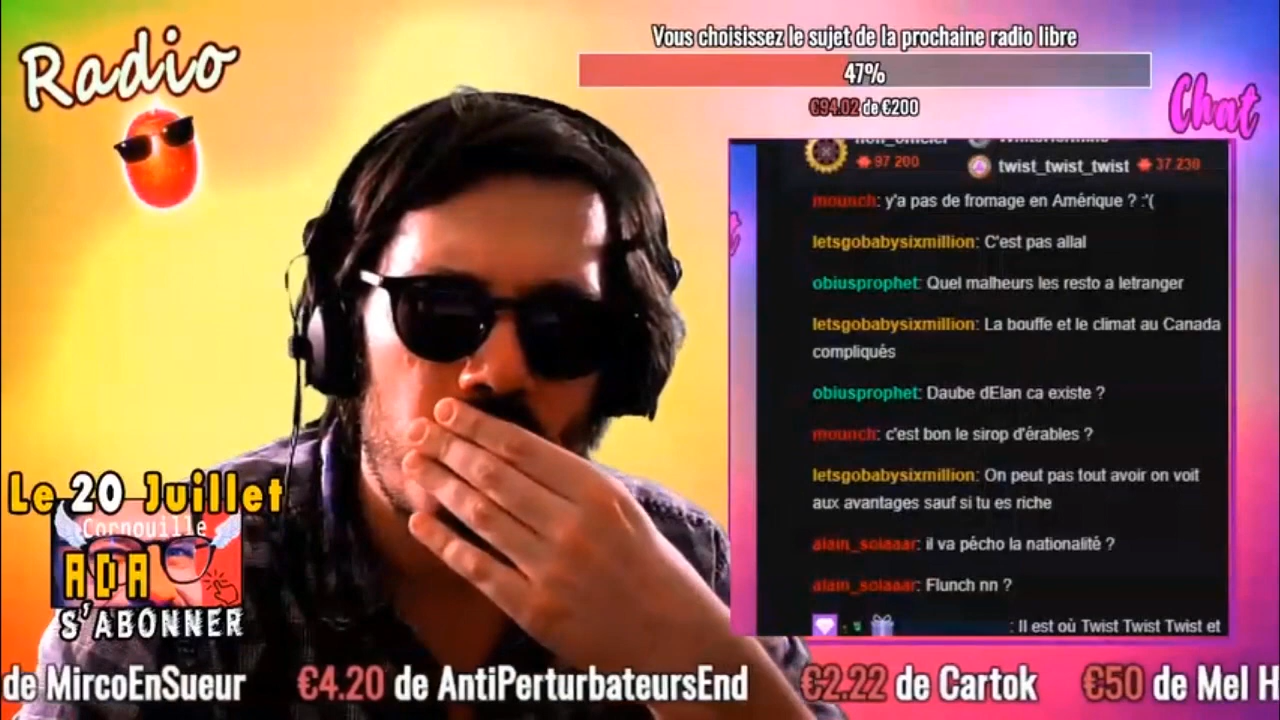 Radio
Vous choisissez le sujet de la prochaine radio libre
47%
€94.02 de €200
Chat
97 200
twist_twist_twist 37 230
mounch: y'a pas de fromage en Amérique ? :'(
letsgobabysixmillion: C'est pas allal
obiusprophet: Quel malheurs les resto a letranger
letsgobabysixmillion: La bouffe et le climat au Canada
compliqués
obiusprophet: Daube dElan ca existe ?
mounch: c'est bon le sirop d'érables ?
letsgobabysixmillion: On peut pas tout avoir on voit
aux avantages sauf si tu es riche
alain_solaaar: il va pécho la nationalité ?
alain_solaaar: Flunch nn ?
: Il est où Twist Twist Twist et
Le 20 Juillet
Cornouille
ADA
S'ABONNER
de MircoEnSueur €4.20 de AntiPerturbateursEnd €2.22 de Cartok €50 de Mel H